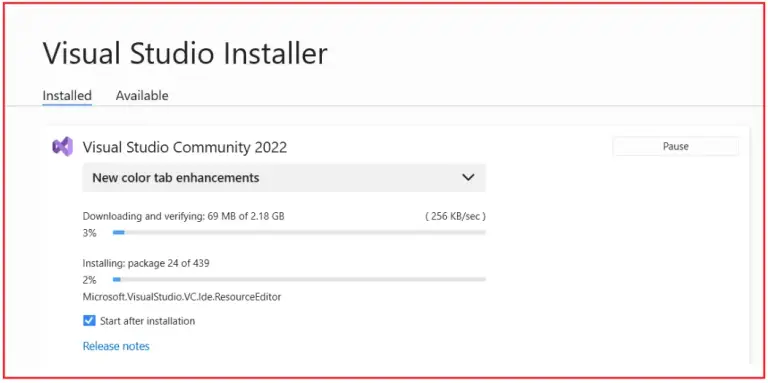 Visual Studio Installer
Installed Available
Visual Studio Community 2022 Pause
New color tab enhancements
Downloading and verifying: 69 MB of 2.18 GB ( 256 KB/sec )
3%
Installing: package 24 of 439
2%
Microsoft.VisualStudio.VC.Ide.ResourceEditor
Start after installation
Release notes